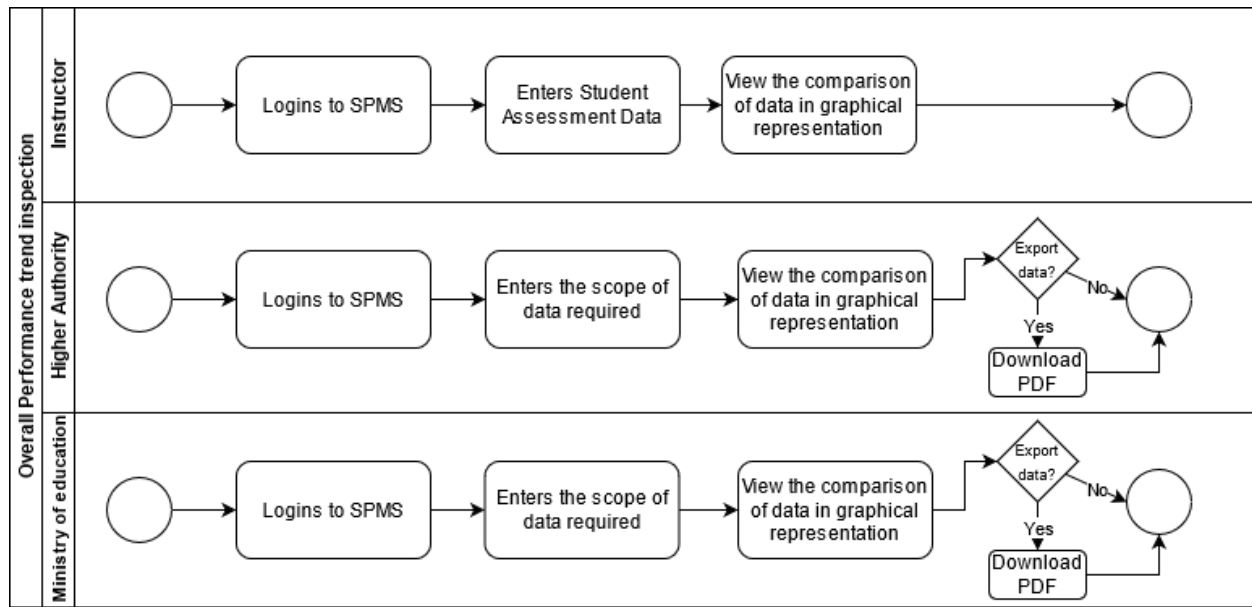 Overall Performance trend inspection
Instructor
Logins to SPMS
Enters Student
Assessment Data
View the comparison
of data in graphical
representation
Higher Authority
Logins to SPMS
Enters the scope of
data required
View the comparison
of data in graphical
representation
Export
data?
No
Yes
Download
PDF
Ministry of education
Logins to SPMS
Enters the scope of
data required
View the comparison
of data in graphical
representation
Export
data?
No
Yes
Download
PDF